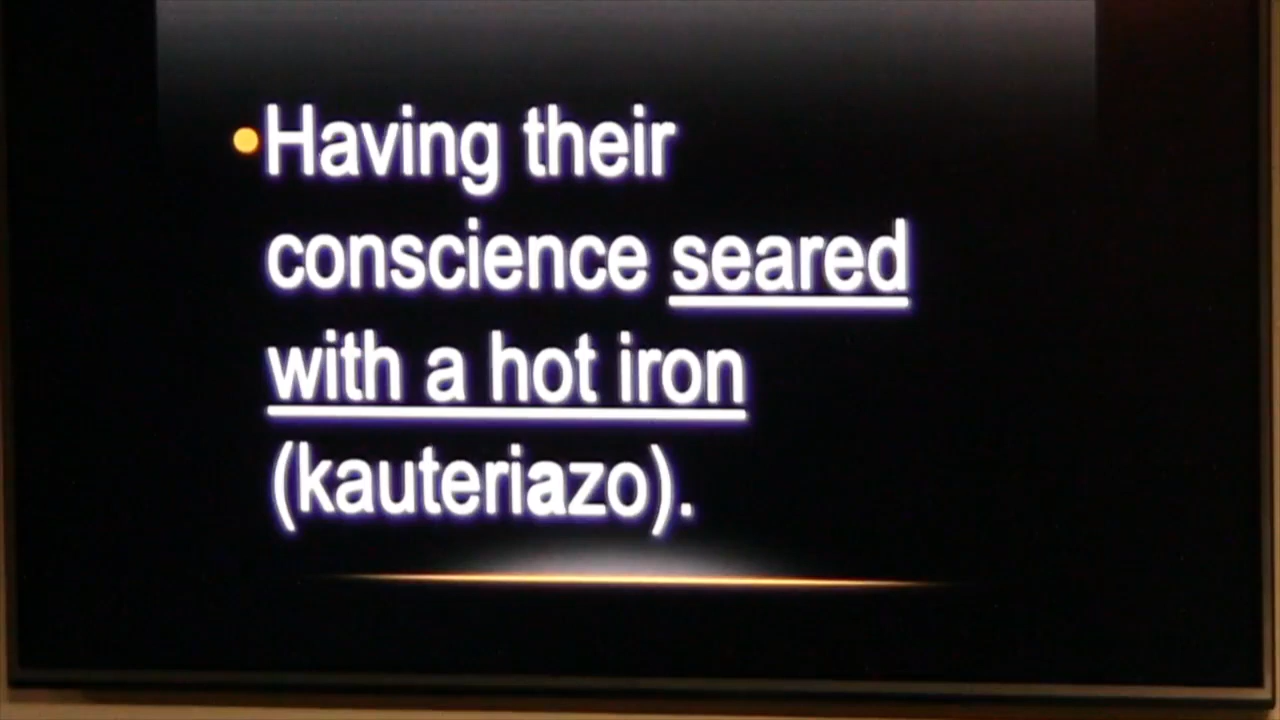 •Having their
conscience seared
with a hot iron
(kauteriazo).